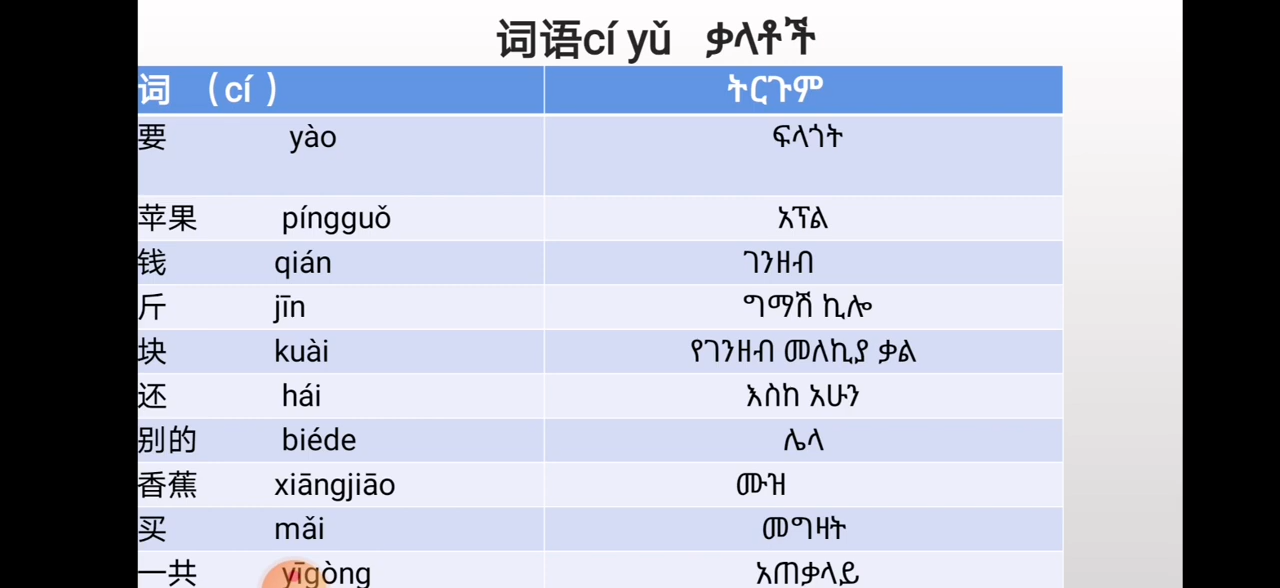 词语cí yǔ ቃላቶች
词 （cí ） ትርጉም
要 yào ፍላጎት
苹果 píngguǒ አፕል
钱 qián ገንዘብ
斤 jīn ግማሽ ኪሎ
块 kuài የገንዘብ መለኪያ ቃል
还 hái እስከ አሁን
别的 biéde ሌላ
香蕉 xiāngjiāo ሙዝ
买 mǎi መግዛት
一共 yīgòng አጠቃላይ